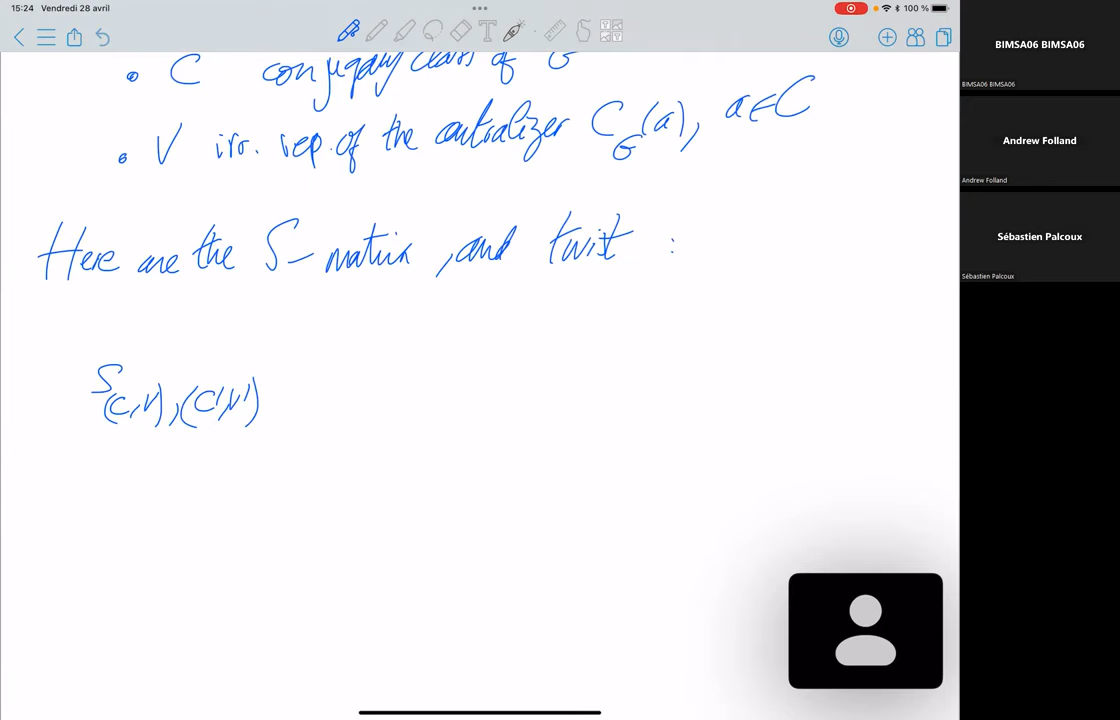 15:24 Vendredi 28 avril
100 %
• C conjugacy class of G
• V irr. rep. of the centralizer C_G(a), a∈C
Here are the S-matrix, and twist :
S_(C,V),(C',V')
BIMSA06 BIMSA06
BIMSA06 BIMSA06
Andrew Folland
Andrew Folland
Sébastien Palcoux
Sébastien Palcoux